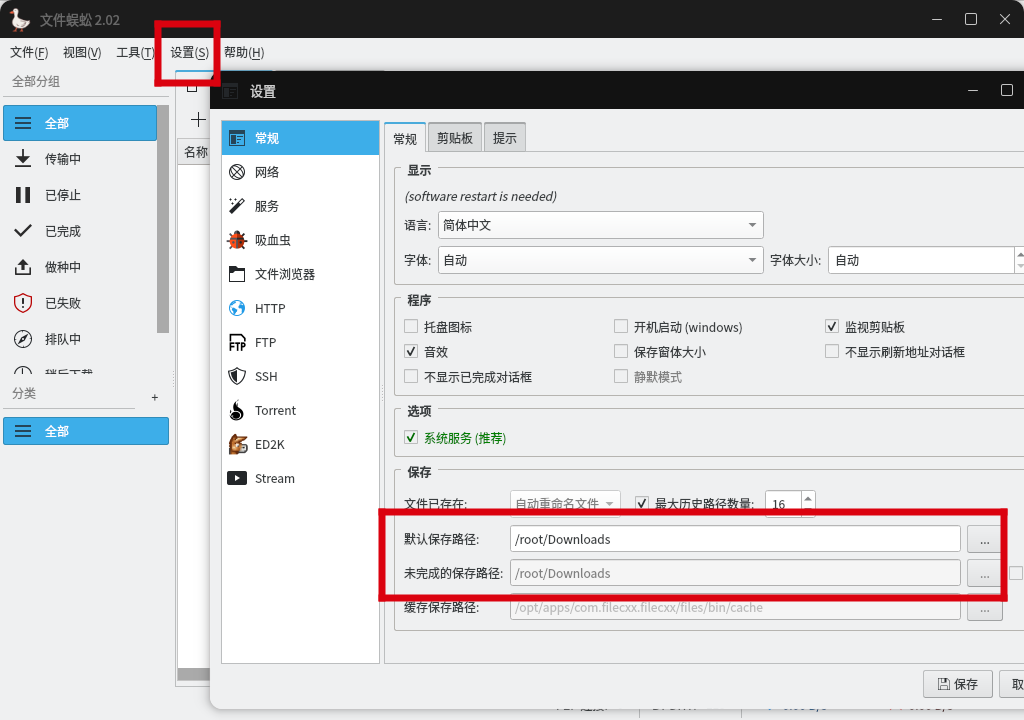 文件蜈蚣 2.02
文件(F) 视图(V) 工具(T) 设置(S) 帮助(H)
全部分组
全部
传输中
已停止
已完成
做种中
已失败
排队中
稍后下载
分类 +
全部
名称
设置
常规
网络
服务
吸血虫
文件浏览器
HTTP
FTP
SSH
Torrent
ED2K
Stream
常规 剪贴板 提示
显示
(software restart is needed)
语言: 简体中文
字体: 自动 字体大小: 自动
程序
托盘图标 开机启动 (windows) 监视剪贴板
音效 保存窗体大小 不显示刷新地址对话框
不显示已完成对话框 静默模式
选项
系统服务 (推荐)
保存
文件已存在: 自动重命名文件 最大历史路径数量: 16
默认保存路径: /root/Downloads ...
未完成的保存路径: /root/Downloads ...
缓存保存路径: /opt/apps/com.filecxx.filecxx/files/bin/cache ...
保存 取